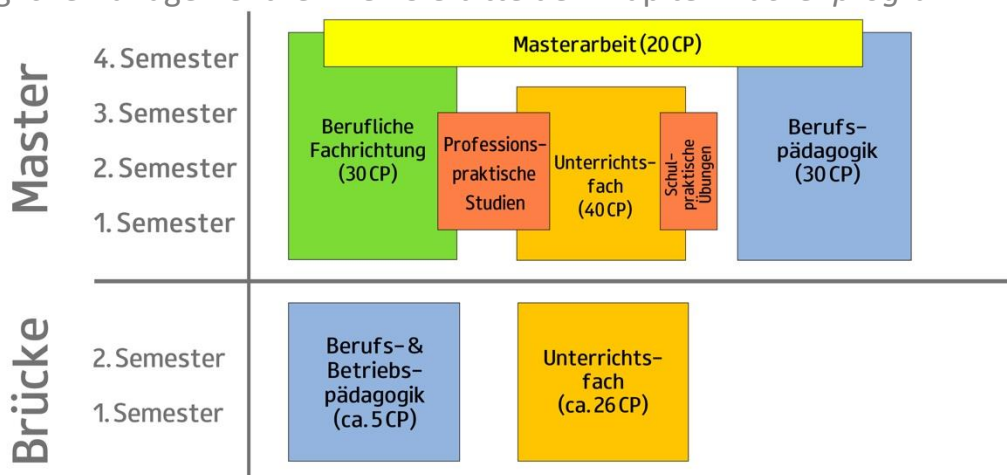 Master
4. Semester
3. Semester
2. Semester
1. Semester
Masterarbeit (20 CP)
Berufliche
Fachrichtung
(30 CP)
Professions-
praktische
Studien
Unterrichts-
fach
(40 CP)
Schul-
praktische
Übungen
Berufs-
pädagogik
(30 CP)
Brücke
2. Semester
1. Semester
Berufs- &
Betriebs-
pädagogik
(ca. 5 CP)
Unterrichts-
fach
(ca. 26 CP)